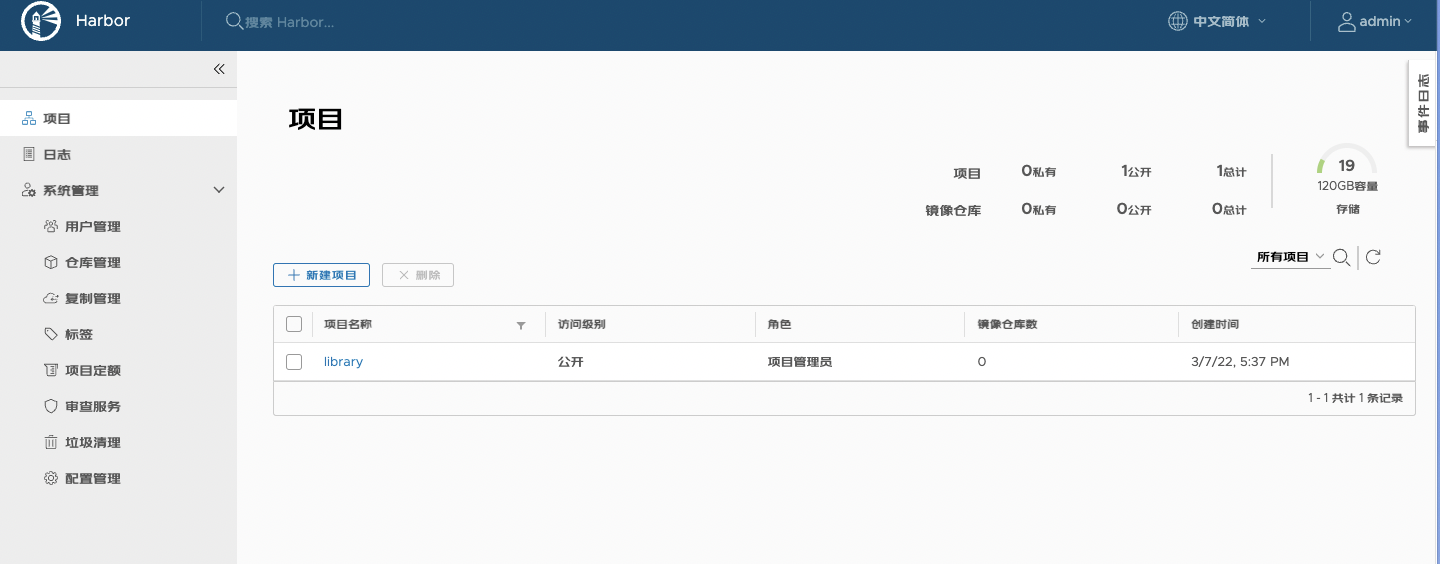 Harbor
搜索 Harbor...
中文简体
admin
事件日志
项目
日志
系统管理
用户管理
仓库管理
复制管理
标签
项目定额
审查服务
垃圾清理
配置管理
项目
项目 0私有 1公开 1总计
镜像仓库 0私有 0公开 0总计
19
120GB容量
存储
所有项目
新建项目 删除
项目名称 访问级别 角色 镜像仓库数 创建时间
library 公开 项目管理员 0 3/7/22, 5:37 PM
1 - 1 共计 1 条记录